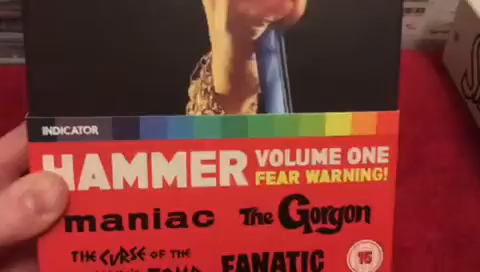 INDICATOR
HAMMER VOLUME ONE
FEAR WARNING!
maniac The Gorgon
THE CURSE OF THE
FANATIC 15